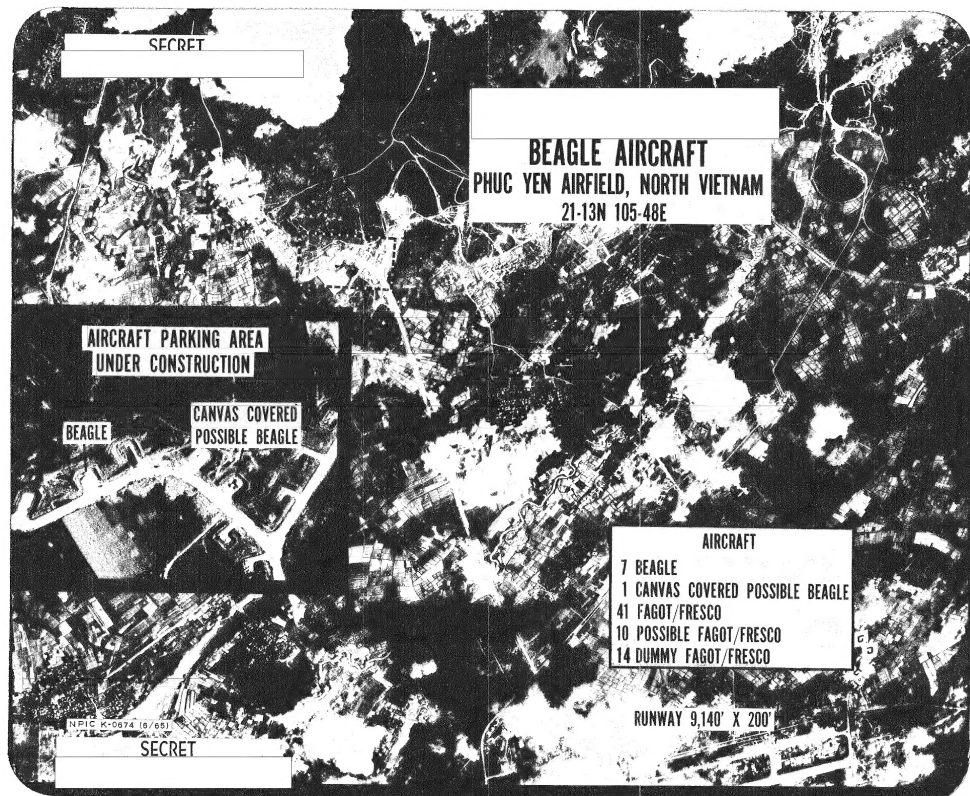 SECRET
BEAGLE AIRCRAFT
PHUC YEN AIRFIELD, NORTH VIETNAM
21-13N 105-48E
AIRCRAFT PARKING AREA
UNDER CONSTRUCTION
BEAGLE
CANVAS COVERED
POSSIBLE BEAGLE
AIRCRAFT
7 BEAGLE
1 CANVAS COVERED POSSIBLE BEAGLE
41 FAGOT/FRESCO
10 POSSIBLE FAGOT/FRESCO
14 DUMMY FAGOT/FRESCO
RUNWAY 9,140' X 200'
NPIC K-0674 (6/65)
SECRET